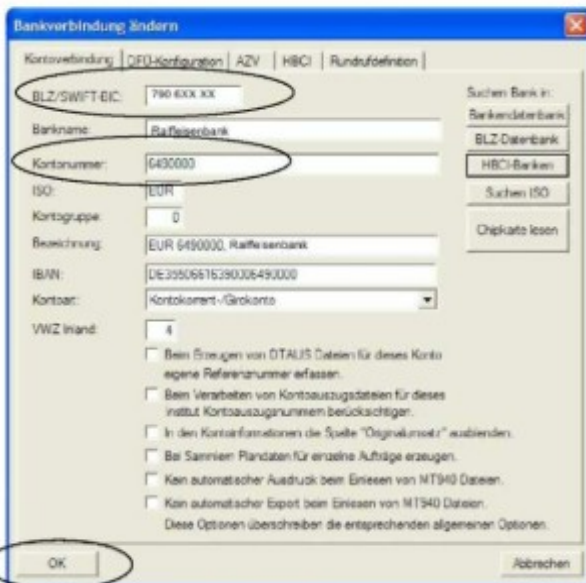 Bankverbindung ändern
Kontoverbindung DFÜ-Konfiguration AZV HBCI Rundrufdefinition
BLZ/SWIFT-BIC: 790 6XX XX
Suchen Bank in:
Bankendatenbank
Bankname: Raiffeisenbank
BLZ-Datenbank
Kontonummer: 6490000
HBCI-Banken
ISO: EUR
Suchen ISO
Kontogruppe: 0
Chipkarte lesen
Bezeichnung: EUR 6490000, Raiffeisenbank
IBAN:
Kontoart: Kontokorrent-/Girokonto
VWZ Inland: 4
Beim Erzeugen von DTAUS Dateien für dieses Konto
eigene Referenznummer erfassen.
Beim Verarbeiten von Kontoauszugsdateien für dieses
Institut Kontoauszugsnummern berücksichtigen.
In den Kontoinformationen die Spalte "Originalumsatz" ausblenden.
Bei Sammlern Plandaten für einzelne Aufträge erzeugen.
Kein automatischer Ausdruck beim Einlesen von MT940 Dateien.
Kein automatischer Export beim Einlesen von MT940 Dateien.
Diese Optionen überschreiben die entsprechenden allgemeinen Optionen.
OK
Abbrechen